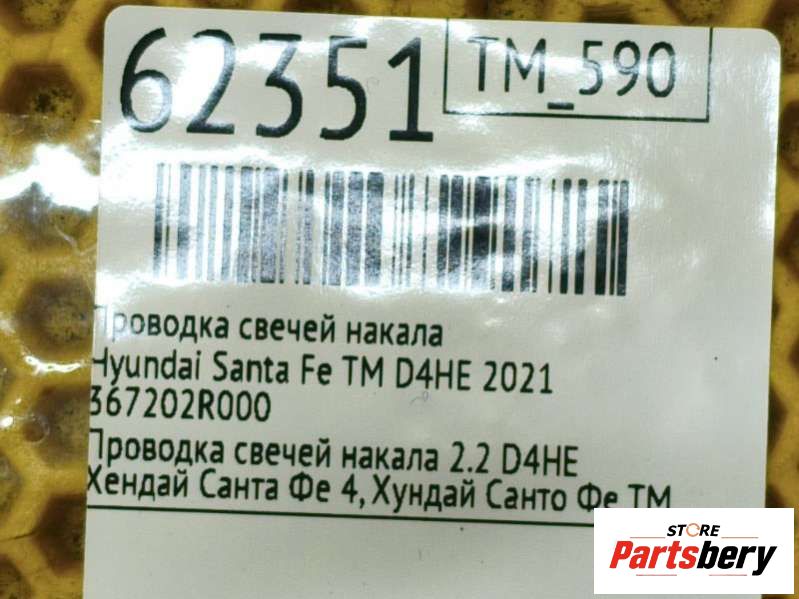 62351
TM_590
Проводка свечей накала
Hyundai Santa Fe TM D4HE 2021
367202R000
Проводка свечей накала 2.2 D4HE
Хендай Санта Фе 4, Хундай Санто Фе ТМ
STORE
Partsbery